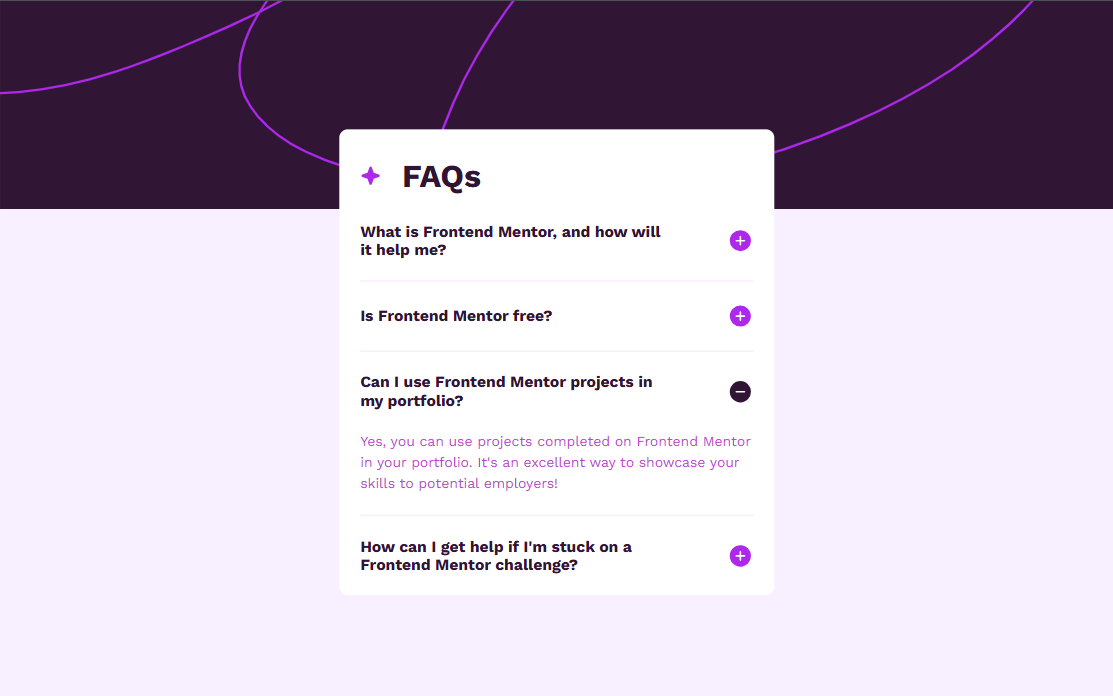 FAQs
What is Frontend Mentor, and how will
it help me?
Is Frontend Mentor free?
Can I use Frontend Mentor projects in
my portfolio?
Yes, you can use projects completed on Frontend Mentor
in your portfolio. It's an excellent way to showcase your
skills to potential employers!
How can I get help if I'm stuck on a
Frontend Mentor challenge?